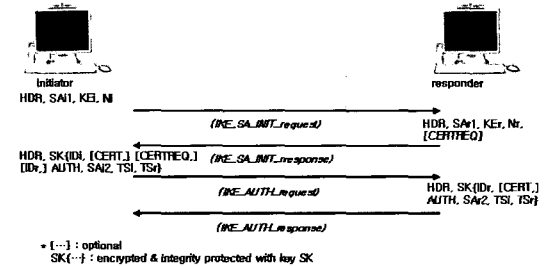 Initiator
responder
HDR, SAi1, KEi, Ni
(IKE_SA_INIT_request)
HDR, SAr1, KEr, Nr,
[CERTREQ]
HDR, SK{IDi, [CERT,] [CERTREQ,]
[IDr,] AUTH, SAi2, TSi, TSr}
(IKE_SA_INIT_rresponse)
(IKE_AUTH_request)
HDR, SK{IDr, [CERT,]
AUTH, SAr2, TSi, TSr}
(IKE_AUTH_response)
* [···] : optional
SK{···} : encrypted & integrity protected with key SK